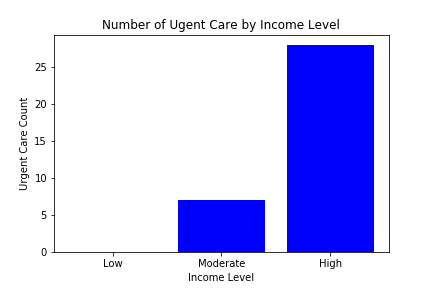 Number of Ugent Care by Income Level
25
20
15
10
5
0
Urgent Care Count
Low Moderate High
Income Level